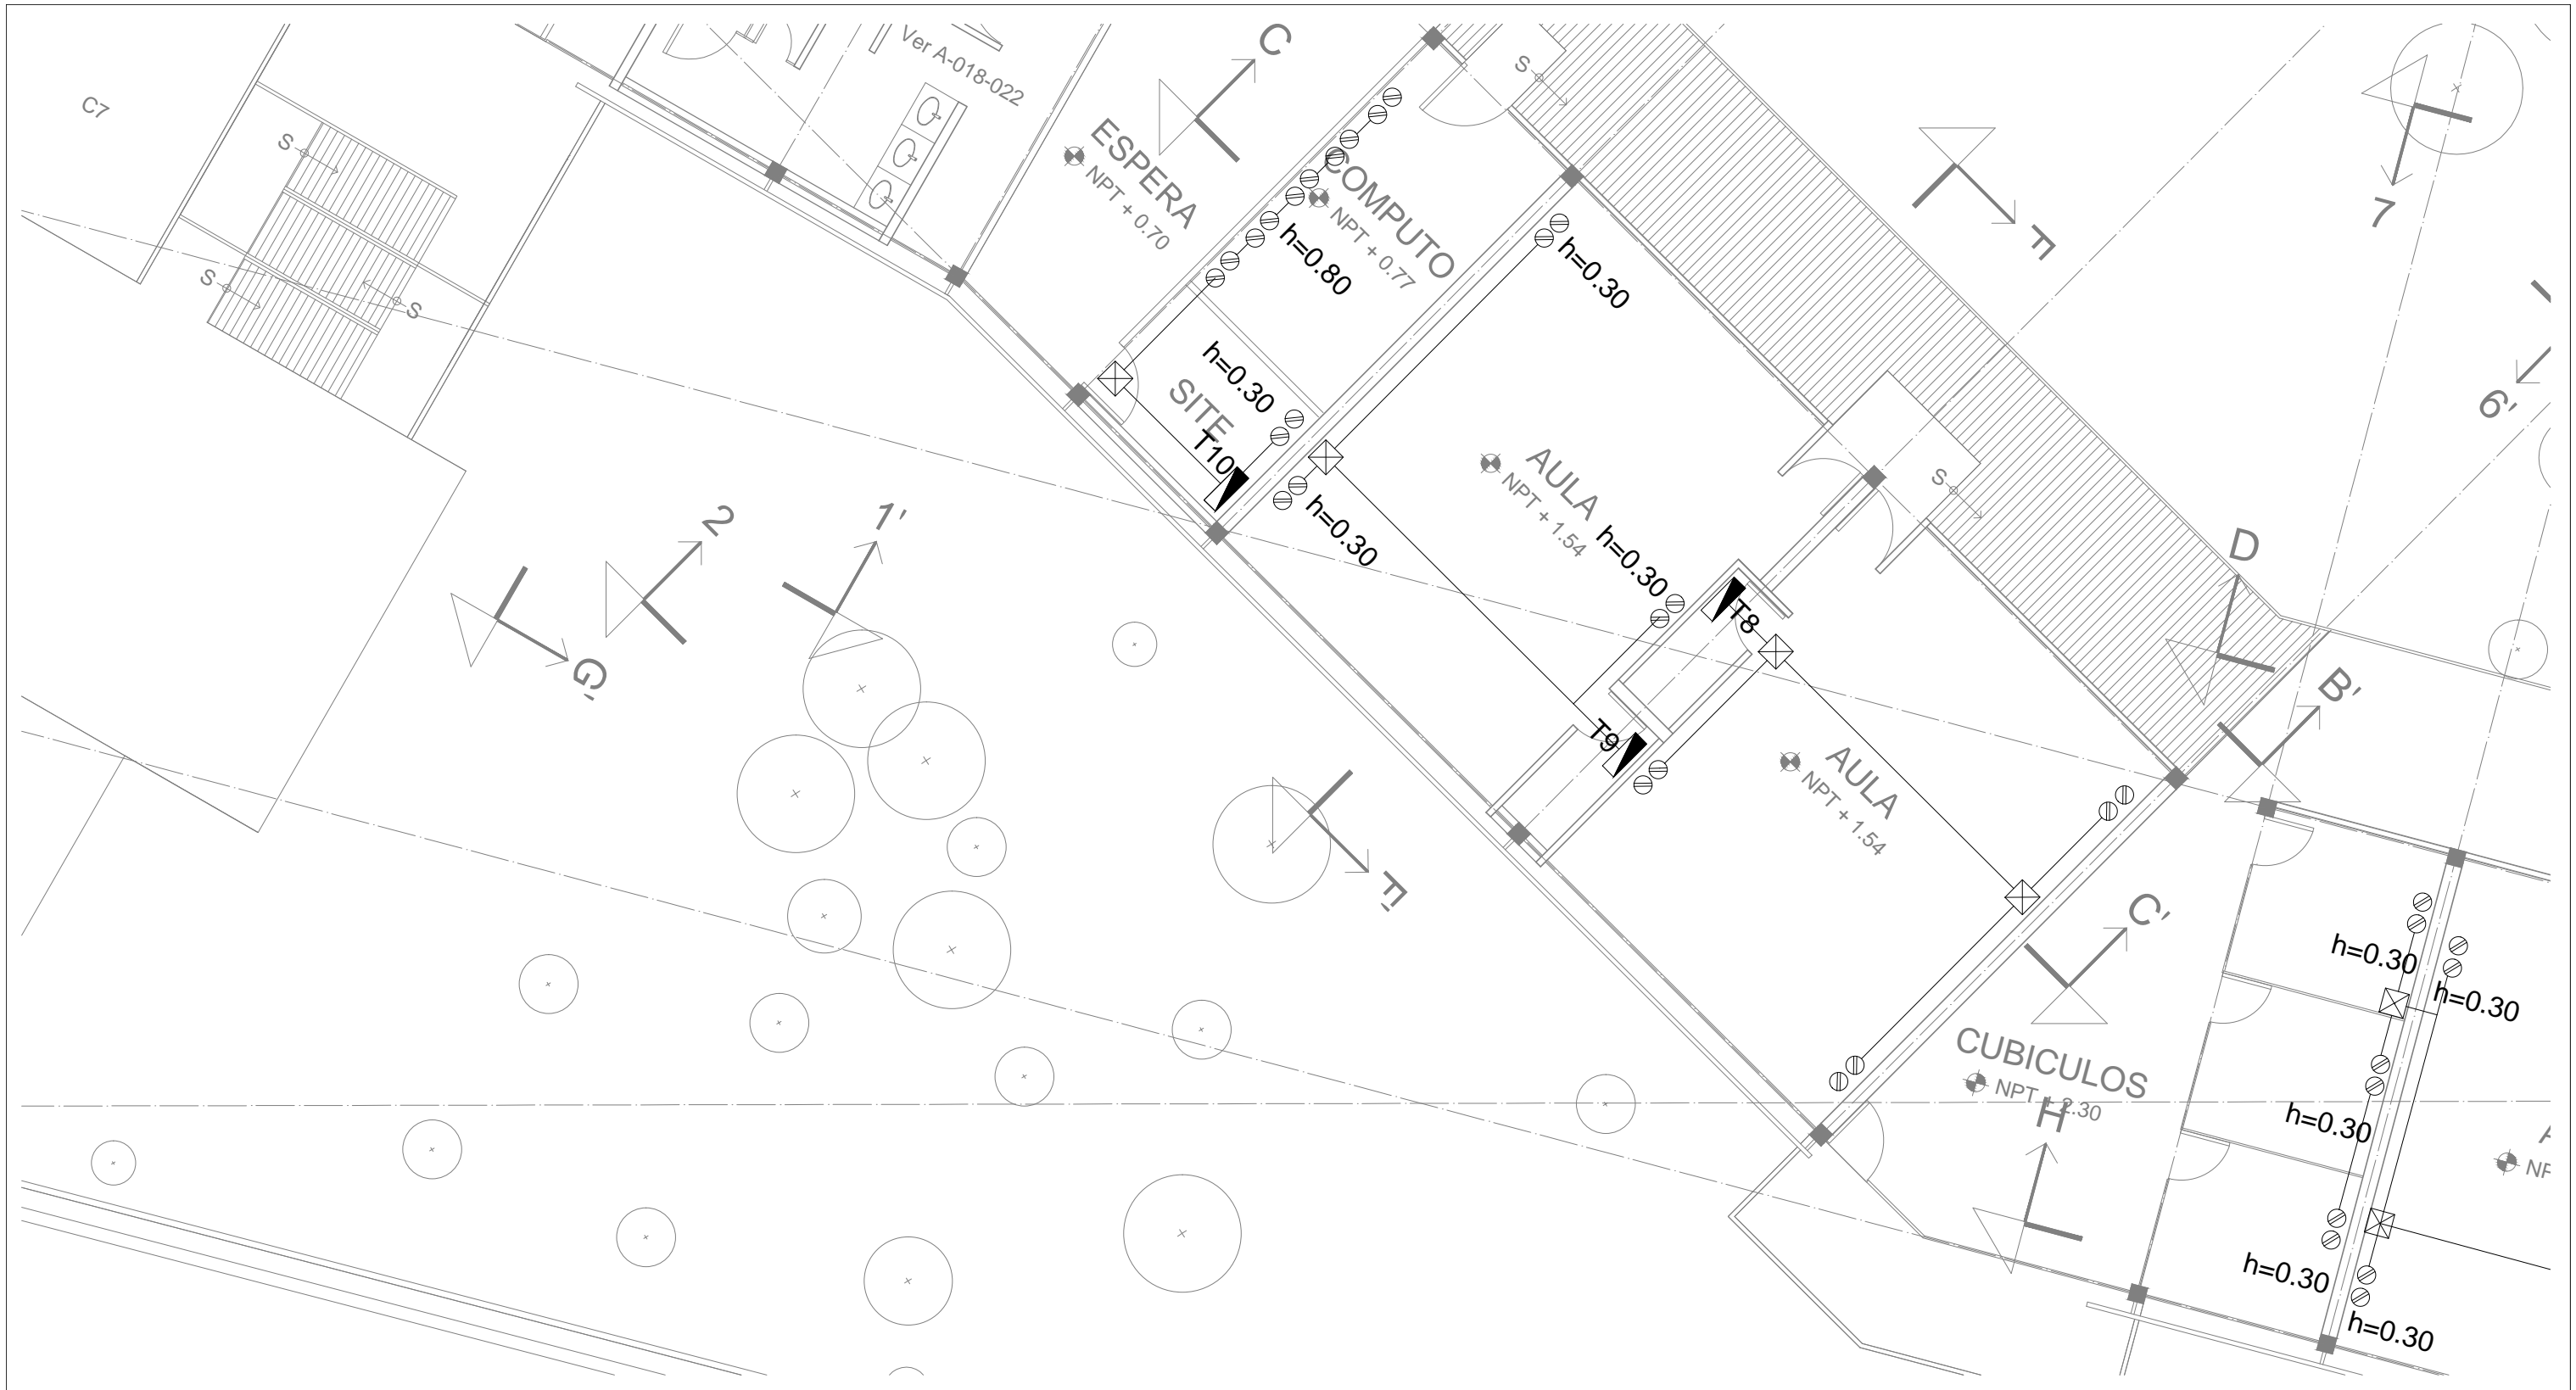 C7
Ver A-018-022
C
ESPERA
NPT + 0.70
COMPUTO
NPT + 0.77
S
S
S
S
h=0.80
h=0.30
F
7
6'
h=0.30
SITE
T10
h=0.30
AULA
NPT + 1.54
h=0.30
T8
T9
S
D
B'
2
1'
G'
F'
AULA
NPT + 1.54
C'
CUBICULOS
NPT + 2.30
H
h=0.30
h=0.30
h=0.30
h=0.30
h=0.30